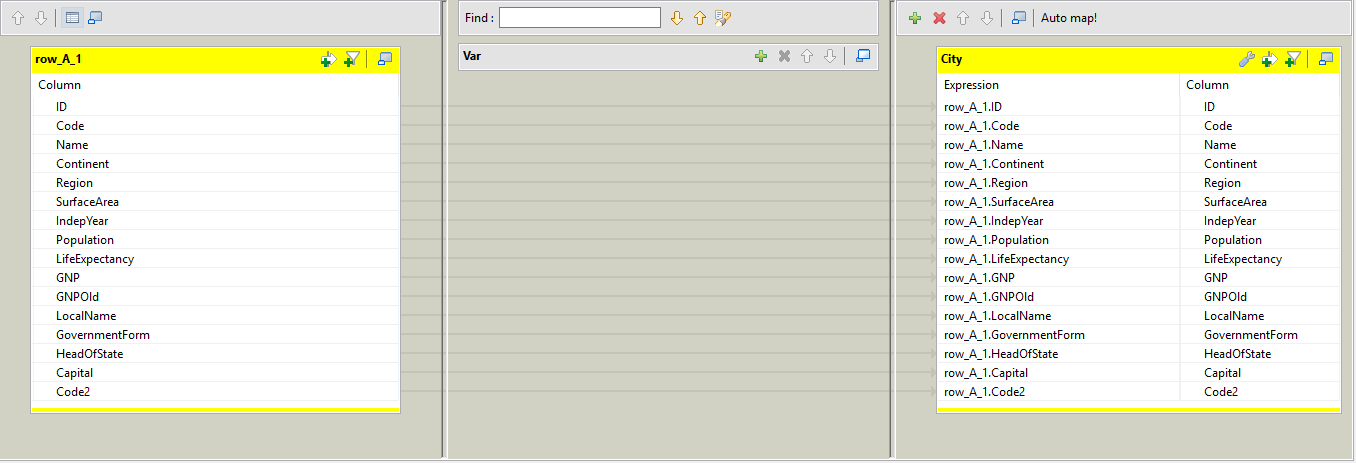 Find :
Auto map!
row_A_1
Var
City
Column
Expression Column
ID
row_A_1.ID ID
Code
row_A_1.Code Code
Name
row_A_1.Name Name
Continent
row_A_1.Continent Continent
Region
row_A_1.Region Region
SurfaceArea
row_A_1.SurfaceArea SurfaceArea
IndepYear
row_A_1.IndepYear IndepYear
Population
row_A_1.Population Population
LifeExpectancy
row_A_1.LifeExpectancy LifeExpectancy
GNP
row_A_1.GNP GNP
GNPOld
row_A_1.GNPOld GNPOld
LocalName
row_A_1.LocalName LocalName
GovernmentForm
row_A_1.GovernmentForm GovernmentForm
HeadOfState
row_A_1.HeadOfState HeadOfState
Capital
row_A_1.Capital Capital
Code2
row_A_1.Code2 Code2